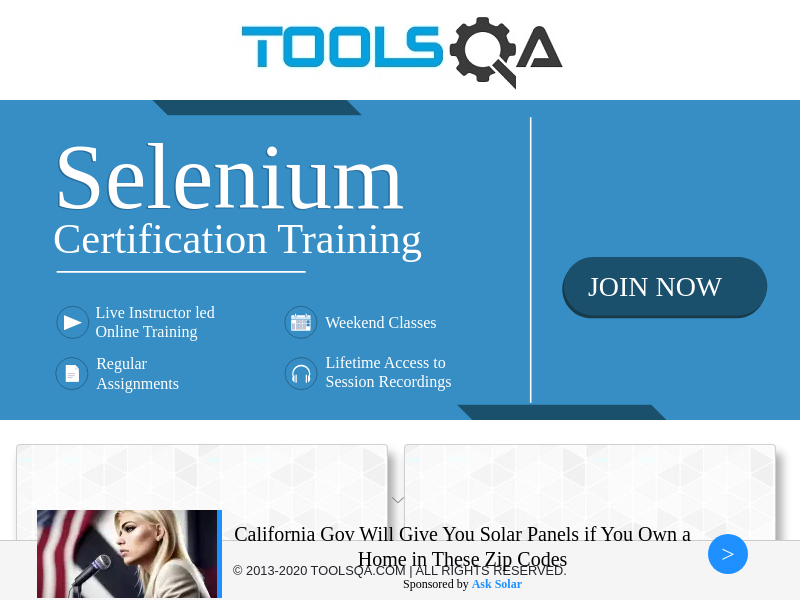 TOOLSQA
Selenium
Certification Training
Live Instructor led
Online Training
Weekend Classes
Regular
Assignments
Lifetime Access to
Session Recordings
JOIN NOW
California Gov Will Give You Solar Panels if You Own a
Home in These Zip Codes
© 2013-2020 TOOLSQA.COM | ALL RIGHTS RESERVED.
Sponsored by Ask Solar
>